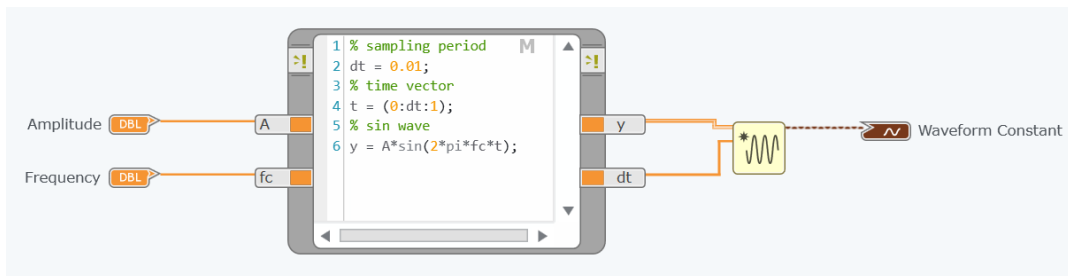 1 % sampling period
M
2 dt = 0.01;
3 % time vector
4 t = (0:dt:1);
5 % sin wave
6 y = A*sin(2*pi*fc*t);
Amplitude DBL
A
Frequency DBL
fc
y
dt
Waveform Constant